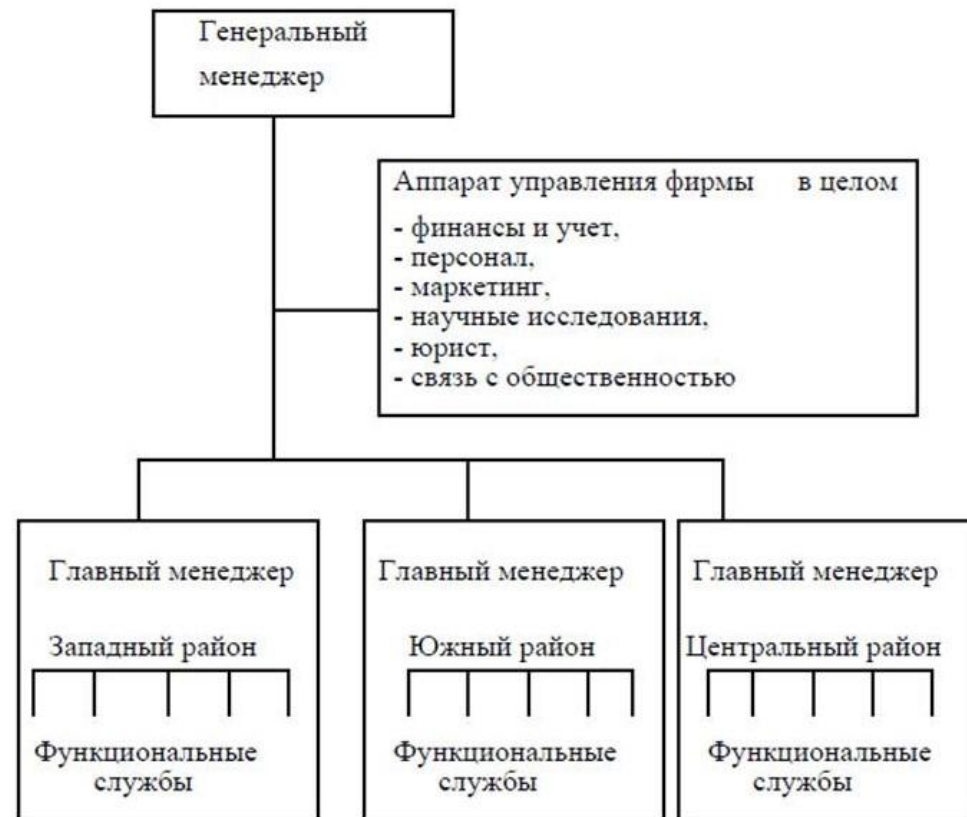 Генеральный
менеджер
Аппарат управления фирмы в целом
- финансы и учет,
- персонал,
- маркетинг,
- научные исследования,
- юрист,
- связь с общественностью
Главный менеджер
Западный район
Функциональные
службы
Главный менеджер
Южный район
Функциональные
службы
Главный менеджер
Центральный район
Функциональные
службы